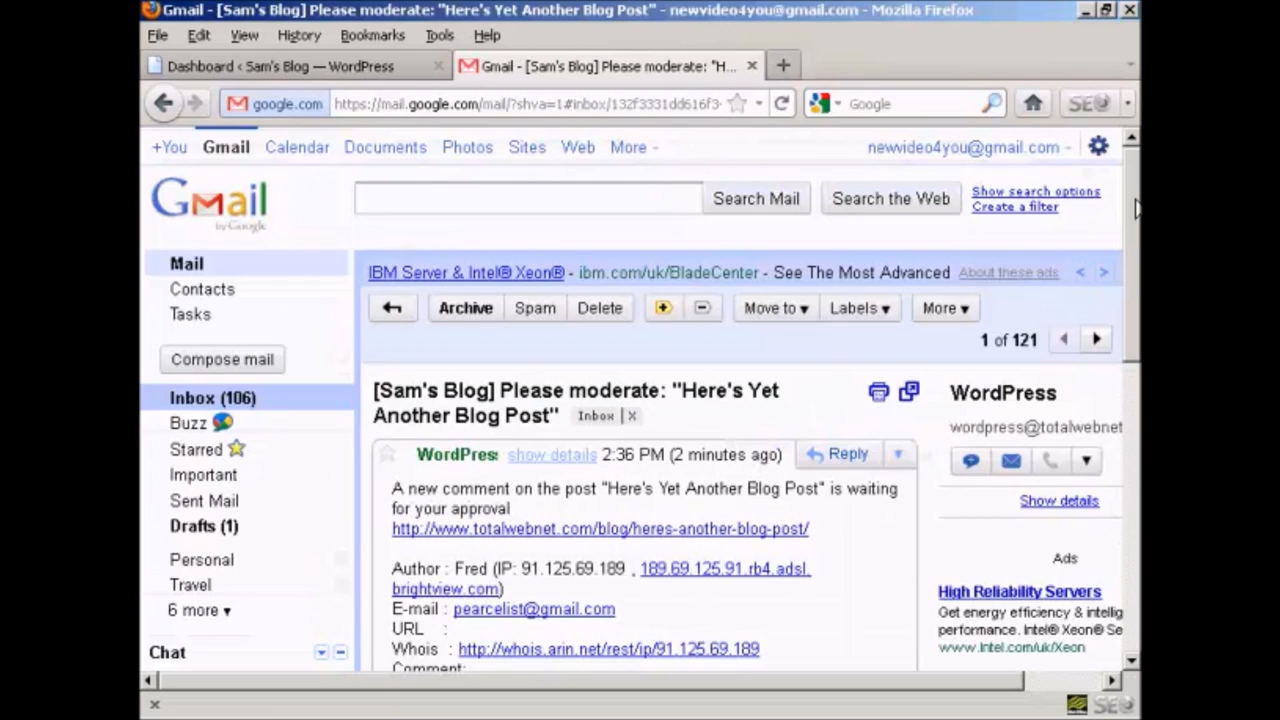 Gmail - [Sam's Blog] Please moderate: "Here's Yet Another Blog Post" - newvideo4you@gmail.com - Mozilla Firefox
File Edit View History Bookmarks Tools Help
Dashboard ‹ Sam's Blog — WordPress
Gmail - [Sam's Blog] Please moderate: "H...
google.com https://mail.google.com/mail/?shva=1#inbox/132f3331dd616f3
Google
SEO
+You Gmail Calendar Documents Photos Sites Web More
newvideo4you@gmail.com
Gmail
by Google
Search Mail
Search the Web
Show search options
Create a filter
Mail
Contacts
Tasks
Compose mail
Inbox (106)
Buzz
Starred
Important
Sent Mail
Drafts (1)
Personal
Travel
6 more
Chat
IBM Server & Intel® Xeon® - ibm.com/uk/BladeCenter - See The Most Advanced
About these ads < >
Archive Spam Delete Move to Labels More
1 of 121
[Sam's Blog] Please moderate: "Here's Yet
Another Blog Post" Inbox | X
WordPres show details 2:36 PM (2 minutes ago) Reply
A new comment on the post "Here's Yet Another Blog Post" is waiting
for your approval
http://www.totalwebnet.com/blog/heres-another-blog-post/
Author : Fred (IP: 91.125.69.189 , 189.69.125.91.rb4.adsl.
brightview.com)
E-mail : pearcelist@gmail.com
URL :
Whois : http://whois.arin.net/rest/ip/91.125.69.189
Comment:
WordPress
wordpress@totalwebnet
Show details
Ads
High Reliability Servers
Get energy efficiency & intellig
performance. Intel® Xeon® Se
www.Intel.com/uk/Xeon
SEO